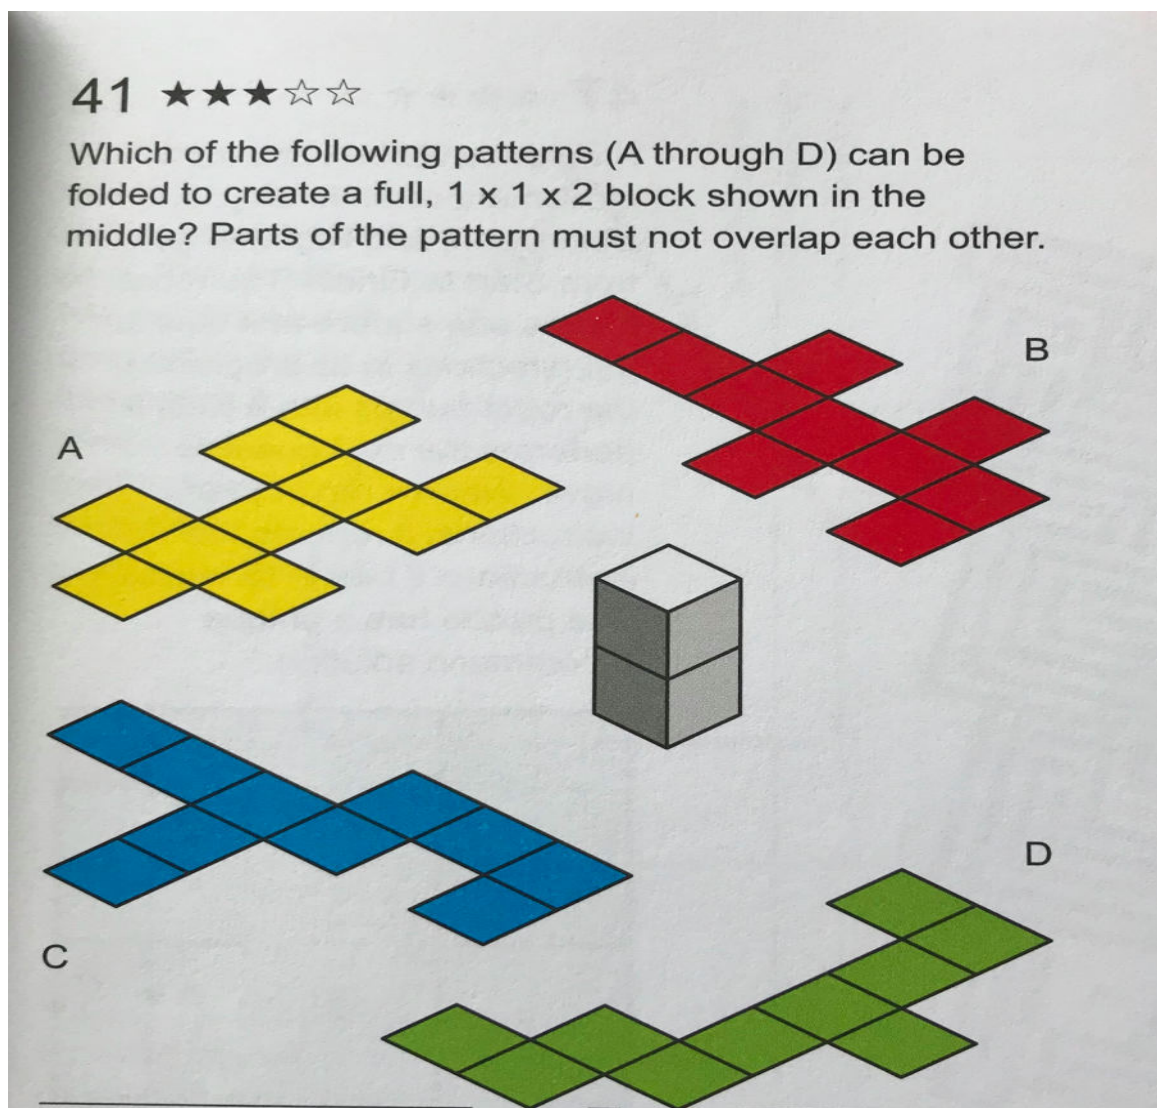 41 ★★★☆☆
Which of the following patterns (A through D) can be
folded to create a full, 1 x 1 x 2 block shown in the
middle? Parts of the pattern must not overlap each other.
B
A
D
C